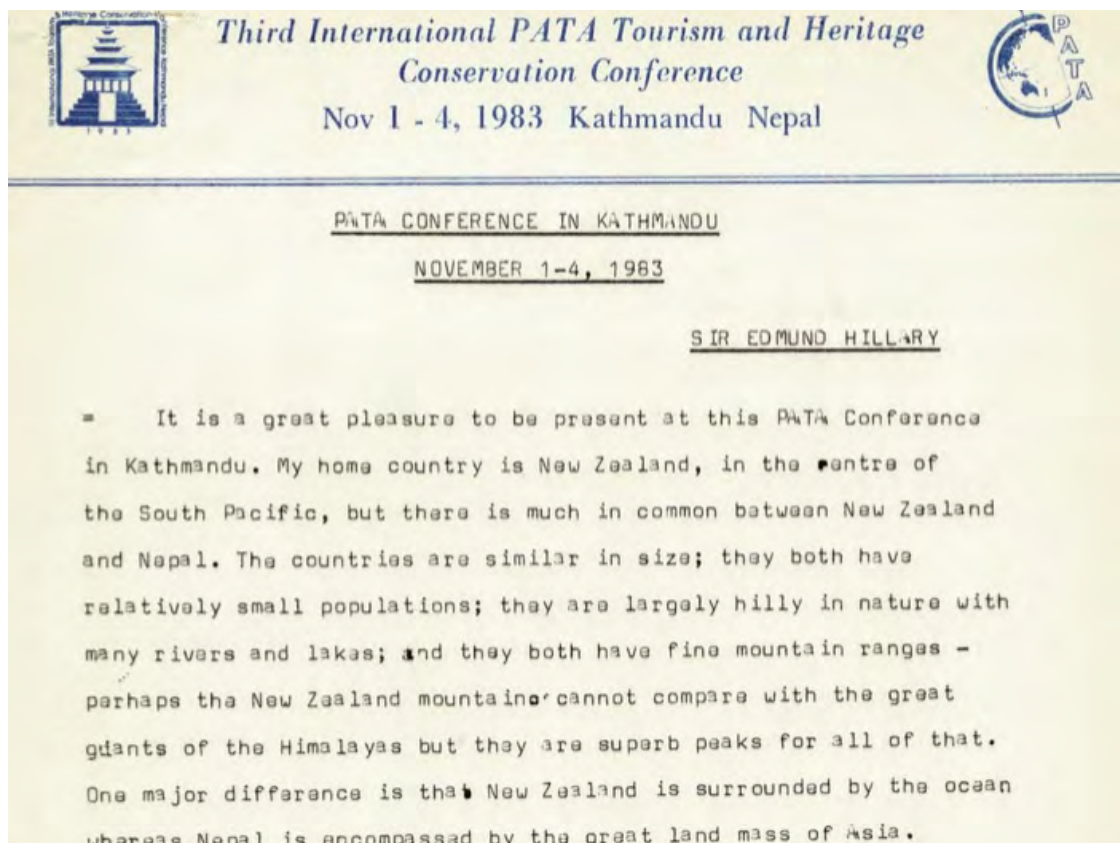 Third International PATA Tourism and Heritage
Conservation Conference
Nov 1 - 4, 1983 Kathmandu Nepal
1983
PATA
PATA CONFERENCE IN KATHMANDU
NOVEMBER 1-4, 1983
SIR EDMUND HILLARY
= It is a great pleasure to be present at this PATA Conference
in Kathmandu. My home country is New Zealand, in the centre of
the South Pacific, but there is much in common between New Zealand
and Nepal. The countries are similar in size; they both have
relatively small populations; they are largely hilly in nature with
many rivers and lakes; and they both have fine mountain ranges -
perhaps the New Zealand mountains cannot compare with the great
giants of the Himalayas but they are superb peaks for all of that.
One major difference is that New Zealand is surrounded by the ocean
whereas Nepal is encompassed by the great land mass of Asia.